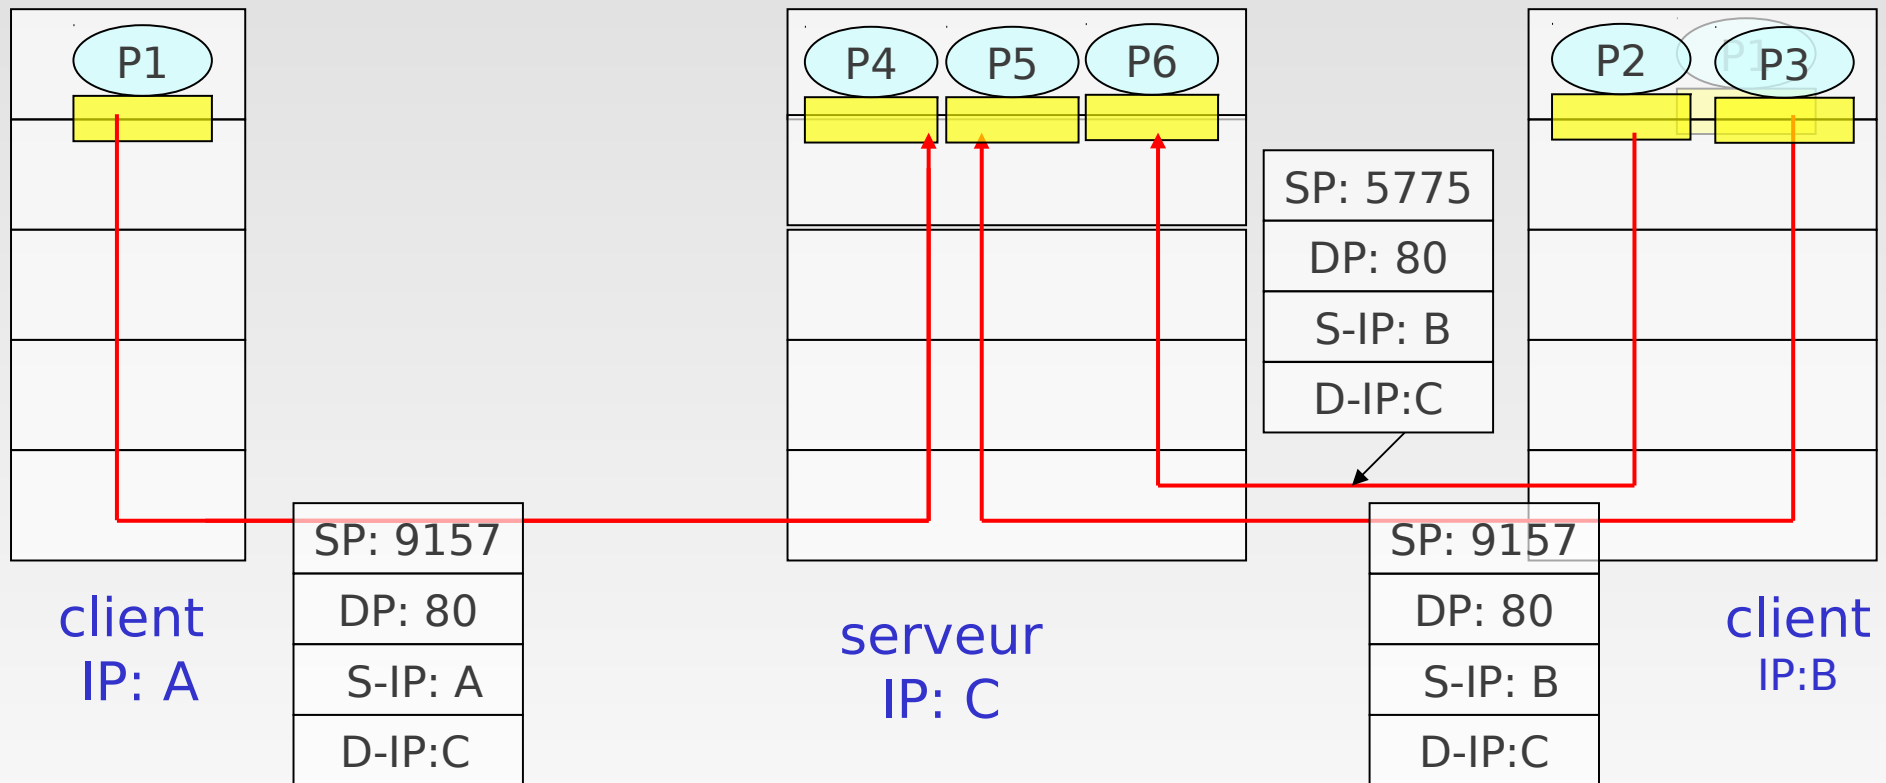 P1
P4
P5
P6
P2
P1
P3
SP: 5775
DP: 80
S-IP: B
D-IP:C
SP: 9157
DP: 80
S-IP: A
D-IP:C
SP: 9157
DP: 80
S-IP: B
D-IP:C
client
IP: A
serveur
IP: C
client
IP:B